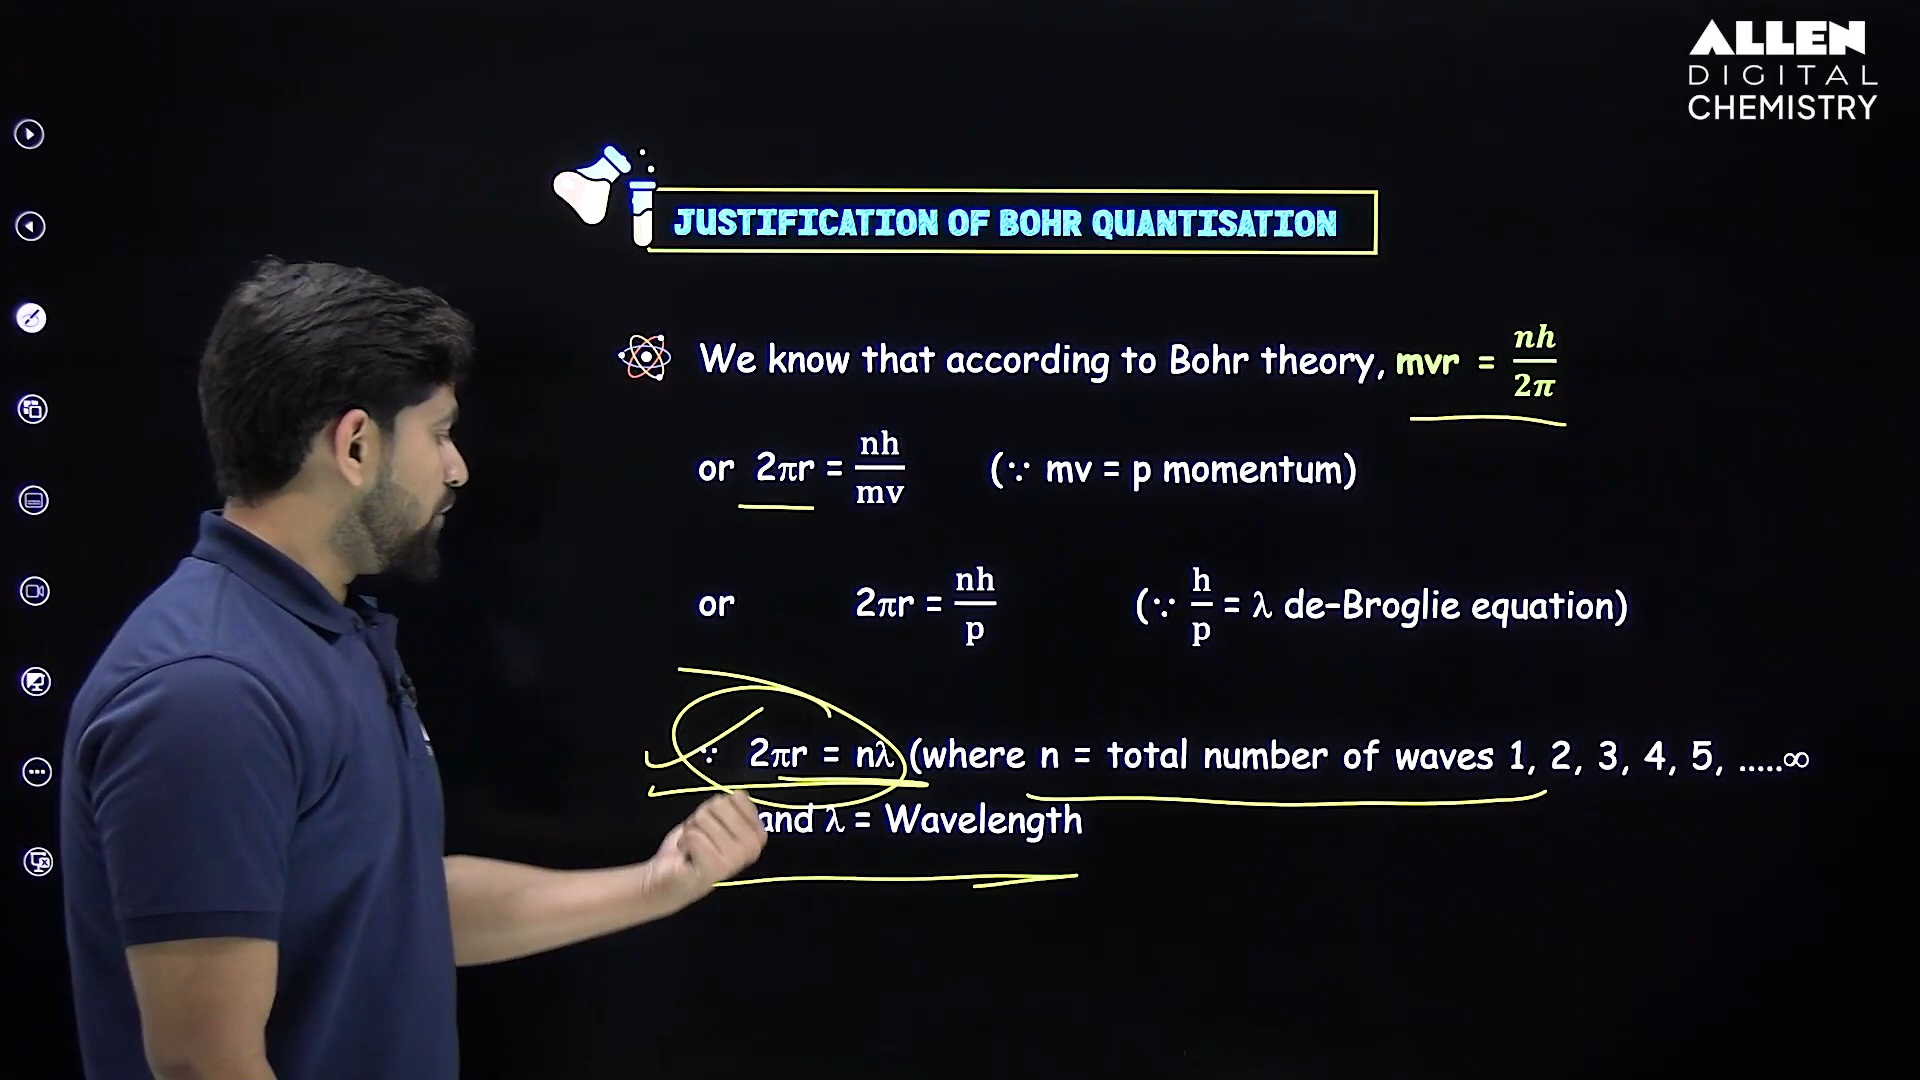 ALLEN
DIGITAL
CHEMISTRY
JUSTIFICATION OF BOHR QUANTISATION
We know that according to Bohr theory, mvr = nh/2π
or 2πr = nh/mv (∵ mv = p momentum)
or 2πr = nh/p (∵ h/p = λ de-Broglie equation)
∵ 2πr = nλ (where n = total number of waves 1, 2, 3, 4, 5, .....∞
and λ = Wavelength